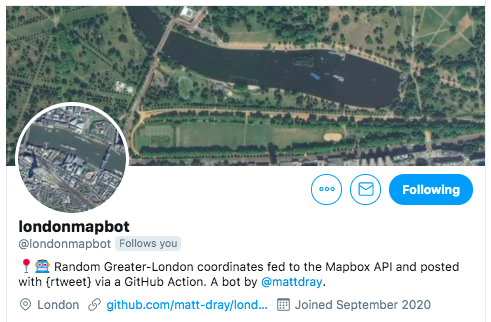 Following
londonmapbot
@londonmapbot Follows you
📍🤖 Random Greater-London coordinates fed to the Mapbox API and posted
with {rtweet} via a GitHub Action. A bot by @mattdray.
London github.com/matt-dray/lond... Joined September 2020